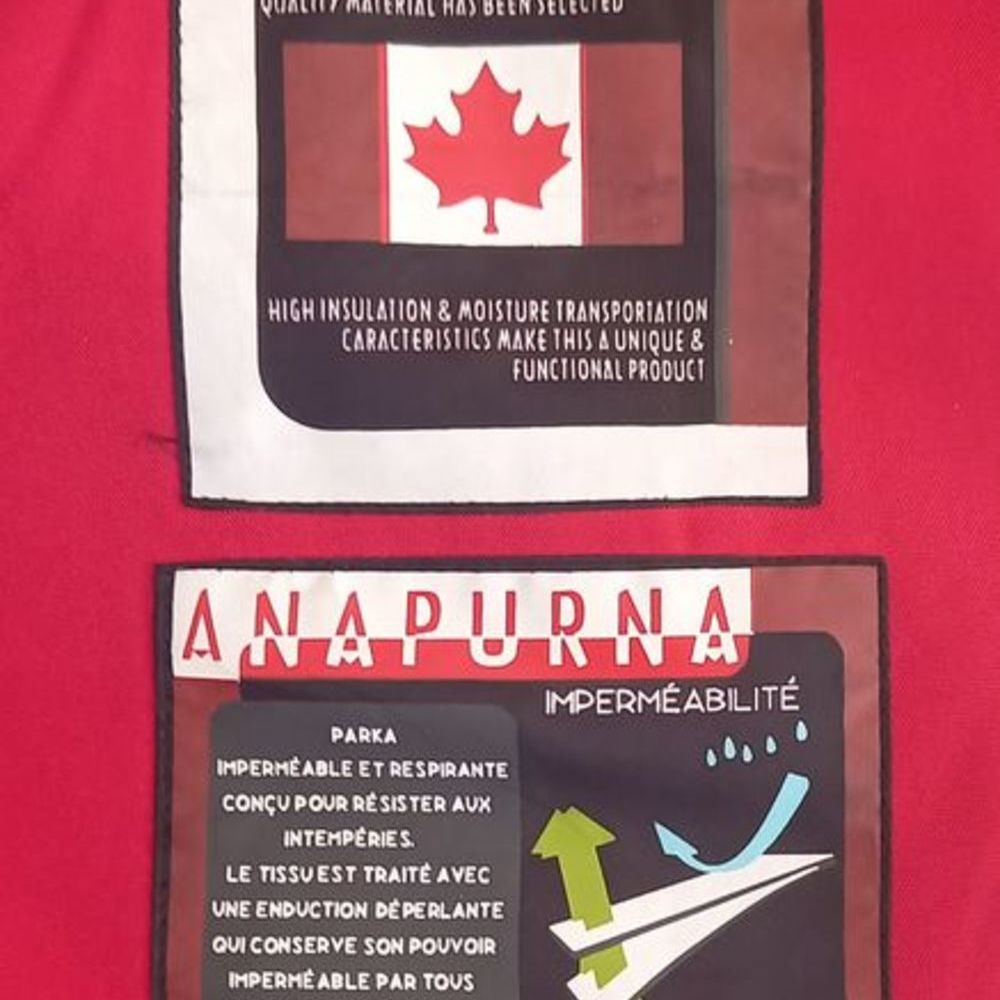 QUALITY MATERIAL HAS BEEN SELECTED
HIGH INSULATION & MOISTURE TRANSPORTATION
CARACTERISTICS MAKE THIS A UNIQUE &
FUNCTIONAL PRODUCT
ANAPURNA
IMPERMÉABILITÉ
PARKA
IMPERMÉABLE ET RESPIRANTE
CONÇU POUR RÉSISTER AUX
INTEMPÉRIES.
LE TISSU EST TRAITÉ AVEC
UNE ENDUCTION DÉPERLANTE
QUI CONSERVE SON POUVOIR
IMPERMÉABLE PAR TOUS